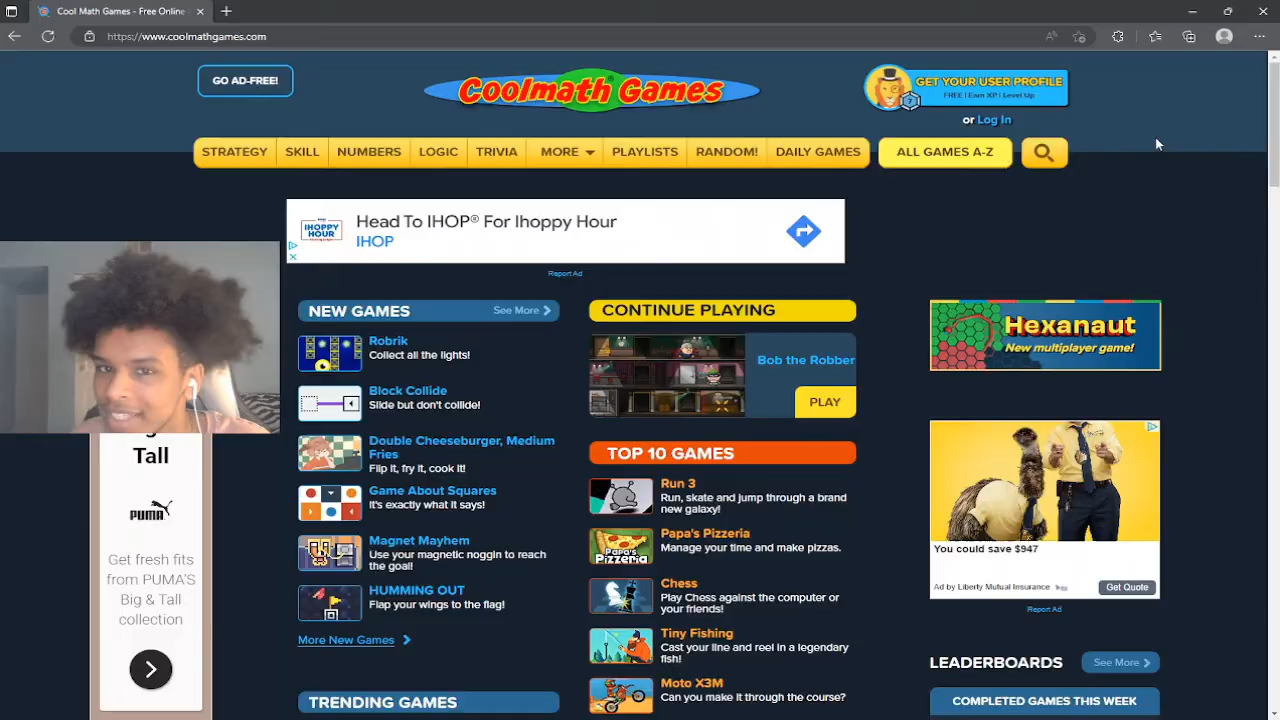 Cool Math Games - Free Online
https://www.coolmathgames.com
GO AD-FREE!
Coolmath Games
GET YOUR USER PROFILE
FREE | Earn XP | Level Up
or Log In
STRATEGY
SKILL
NUMBERS
LOGIC
TRIVIA
MORE
PLAYLISTS
RANDOM!
DAILY GAMES
ALL GAMES A-Z
IHOPPY
HOUR
Head To IHOP® For Ihoppy Hour
IHOP
Report Ad
NEW GAMES
See More
Robrik
Collect all the lights!
Block Collide
Slide but don't collide!
Double Cheeseburger, Medium
Fries
Flip it, fry it, cook it!
Game About Squares
It's exactly what it says!
Magnet Mayhem
Use your magnetic noggin to reach
the goal!
HUMMING OUT
Flap your wings to the flag!
More New Games
TRENDING GAMES
CONTINUE PLAYING
Bob the Robber
PLAY
TOP 10 GAMES
Run 3
Run, skate and jump through a brand
new galaxy!
Papa's Pizzeria
PAPA'S
Pizzeria
Manage your time and make pizzas.
Chess
Play Chess against the computer or
your friends!
Tiny Fishing
Cast your line and reel in a legendary
fish!
Moto X3M
Can you make it through the course?
Hexanaut
New multiplayer game!
You could save $947
Ad by Liberty Mutual Insurance
Get Quote
Report Ad
LEADERBOARDS
See More
COMPLETED GAMES THIS WEEK
Tall
PUMA
Get fresh fits
from PUMA'S
Big & Tall
collection